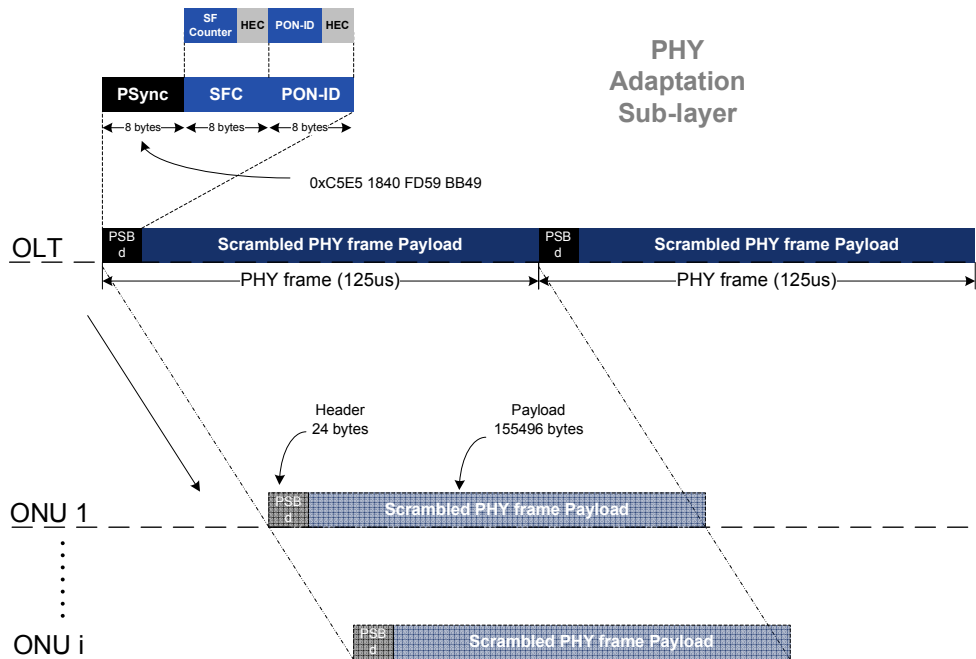 SF
Counter
HEC
PON-ID
HEC
PHY
Adaptation
Sub-layer
PSync
SFC
PON-ID
8 bytes
8 bytes
8 bytes
0xC5E5 1840 FD59 BB49
OLT
PSB
d
Scrambled PHY frame Payload
PSB
d
Scrambled PHY frame Payload
PHY frame (125us)
PHY frame (125us)
Header
24 bytes
Payload
155496 bytes
ONU 1
PSB
d
Scrambled PHY frame Payload
ONU i
PSB
d
Scrambled PHY frame Payload